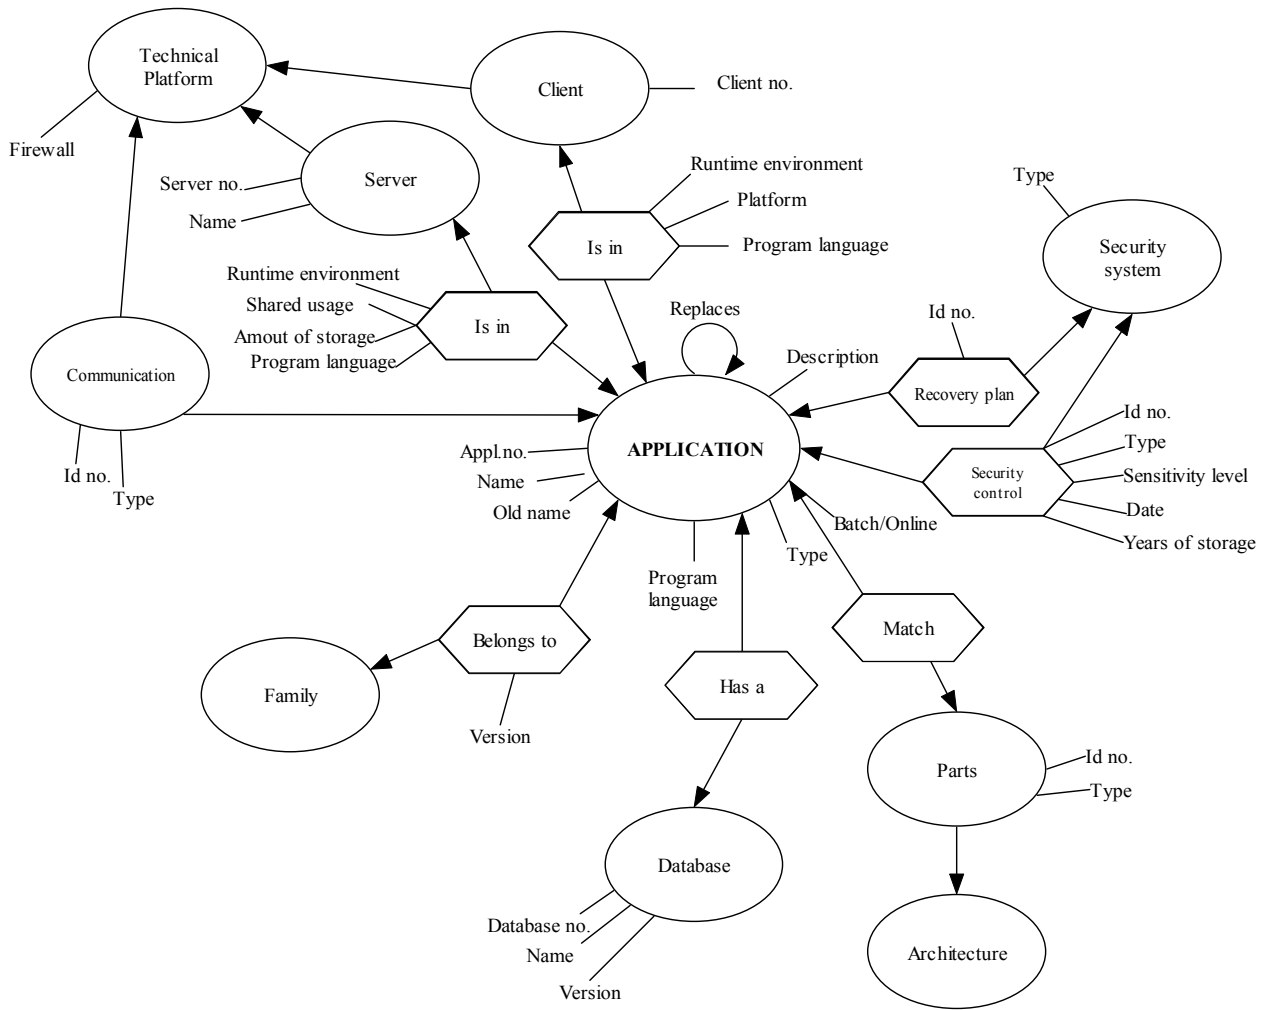 Technical
Platform
Client
Client no.
Firewall
Server
Server no.
Name
Runtime environment
Platform
Program language
Is in
Type
Security
system
Runtime environment
Shared usage
Amout of storage
Program language
Is in
Replaces
Id no.
Description
Recovery plan
Communication
Id no.
Type
Appl.no.
Name
Old name
APPLICATION
Security
control
Id no.
Type
Sensitivity level
Date
Years of storage
Batch/Online
Type
Program
language
Belongs to
Match
Family
Has a
Version
Parts
Id no.
Type
Database
Database no.
Name
Version
Architecture